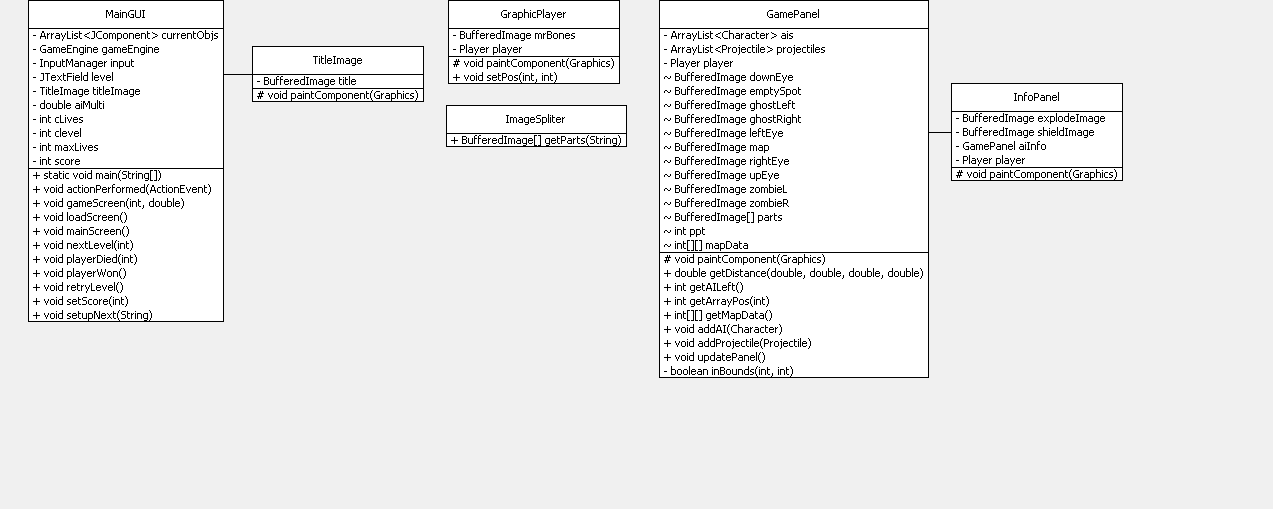 MainGUI
- ArrayList<JComponent> currentObjs
- GameEngine gameEngine
- InputManager input
- JTextField level
- TitleImage titleImage
- double aiMulti
- int cLives
- int clevel
- int maxLives
- int score
+ static void main(String[])
+ void actionPerformed(ActionEvent)
+ void gameScreen(int, double)
+ void loadScreen()
+ void mainScreen()
+ void nextLevel(int)
+ void playerDied(int)
+ void playerWon()
+ void retryLevel()
+ void setScore(int)
+ void setupNext(String)
TitleImage
- BufferedImage title
# void paintComponent(Graphics)
GraphicPlayer
- BufferedImage mrBones
- Player player
# void paintComponent(Graphics)
+ void setPos(int, int)
ImageSpliter
+ BufferedImage[] getParts(String)
GamePanel
- ArrayList<Character> ais
- ArrayList<Projectile> projectiles
- Player player
~ BufferedImage downEye
~ BufferedImage emptySpot
~ BufferedImage ghostLeft
~ BufferedImage ghostRight
~ BufferedImage leftEye
~ BufferedImage map
~ BufferedImage rightEye
~ BufferedImage upEye
~ BufferedImage zombieL
~ BufferedImage zombieR
~ BufferedImage[] parts
~ int ppt
~ int[][] mapData
# void paintComponent(Graphics)
+ double getDistance(double, double, double, double)
+ int getAILeft()
+ int getArrayPos(int)
+ int[][] getMapData()
+ void addAI(Character)
+ void addProjectile(Projectile)
+ void updatePanel()
- boolean inBounds(int, int)
InfoPanel
- BufferedImage explodeImage
- BufferedImage shieldImage
- GamePanel aiInfo
- Player player
# void paintComponent(Graphics)